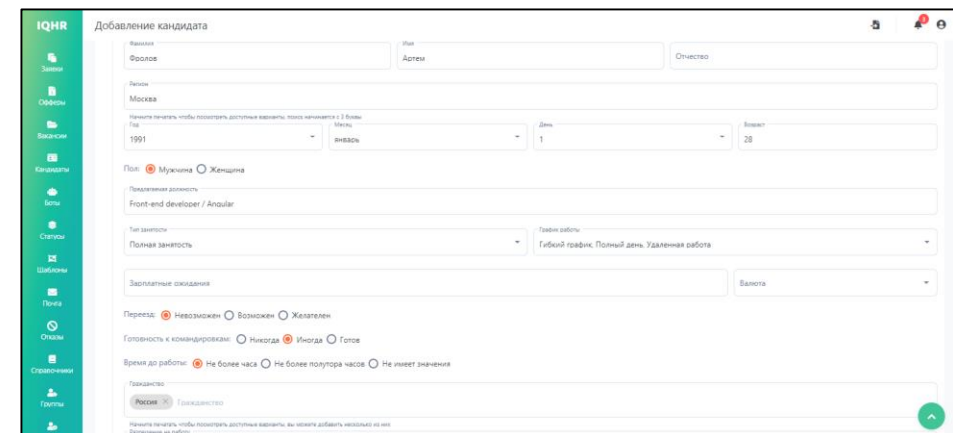 IQHR
Добавление кандидата
3
Заявки
Офферы
Вакансии
Кандидаты
Боты
Статусы
Шаблоны
Почта
Отказы
Справочники
Группы
Фамилия Имя
Фролов Артем Отчество
Регион
Москва
Начните печатать чтобы посмотреть доступные варианты, поиск начинается с 3 буквы
Год Месяц День Возраст
1991 январь 1 28
Пол: Мужчина Женщина
Предлагаемая должность
Front-end developer / Angular
Тип занятости График работы
Полная занятость Гибкий график, Полный день, Удаленная работа
Зарплатные ожидания Валюта
Переезд: Невозможен Возможен Желателен
Готовность к командировкам: Никогда Иногда Готов
Время до работы: Не более часа Не более полутора часов Не имеет значения
Гражданство
Россия Гражданство
Начните печатать чтобы посмотреть доступные варианты, вы можете добавить несколько из них
Разрешение на работу